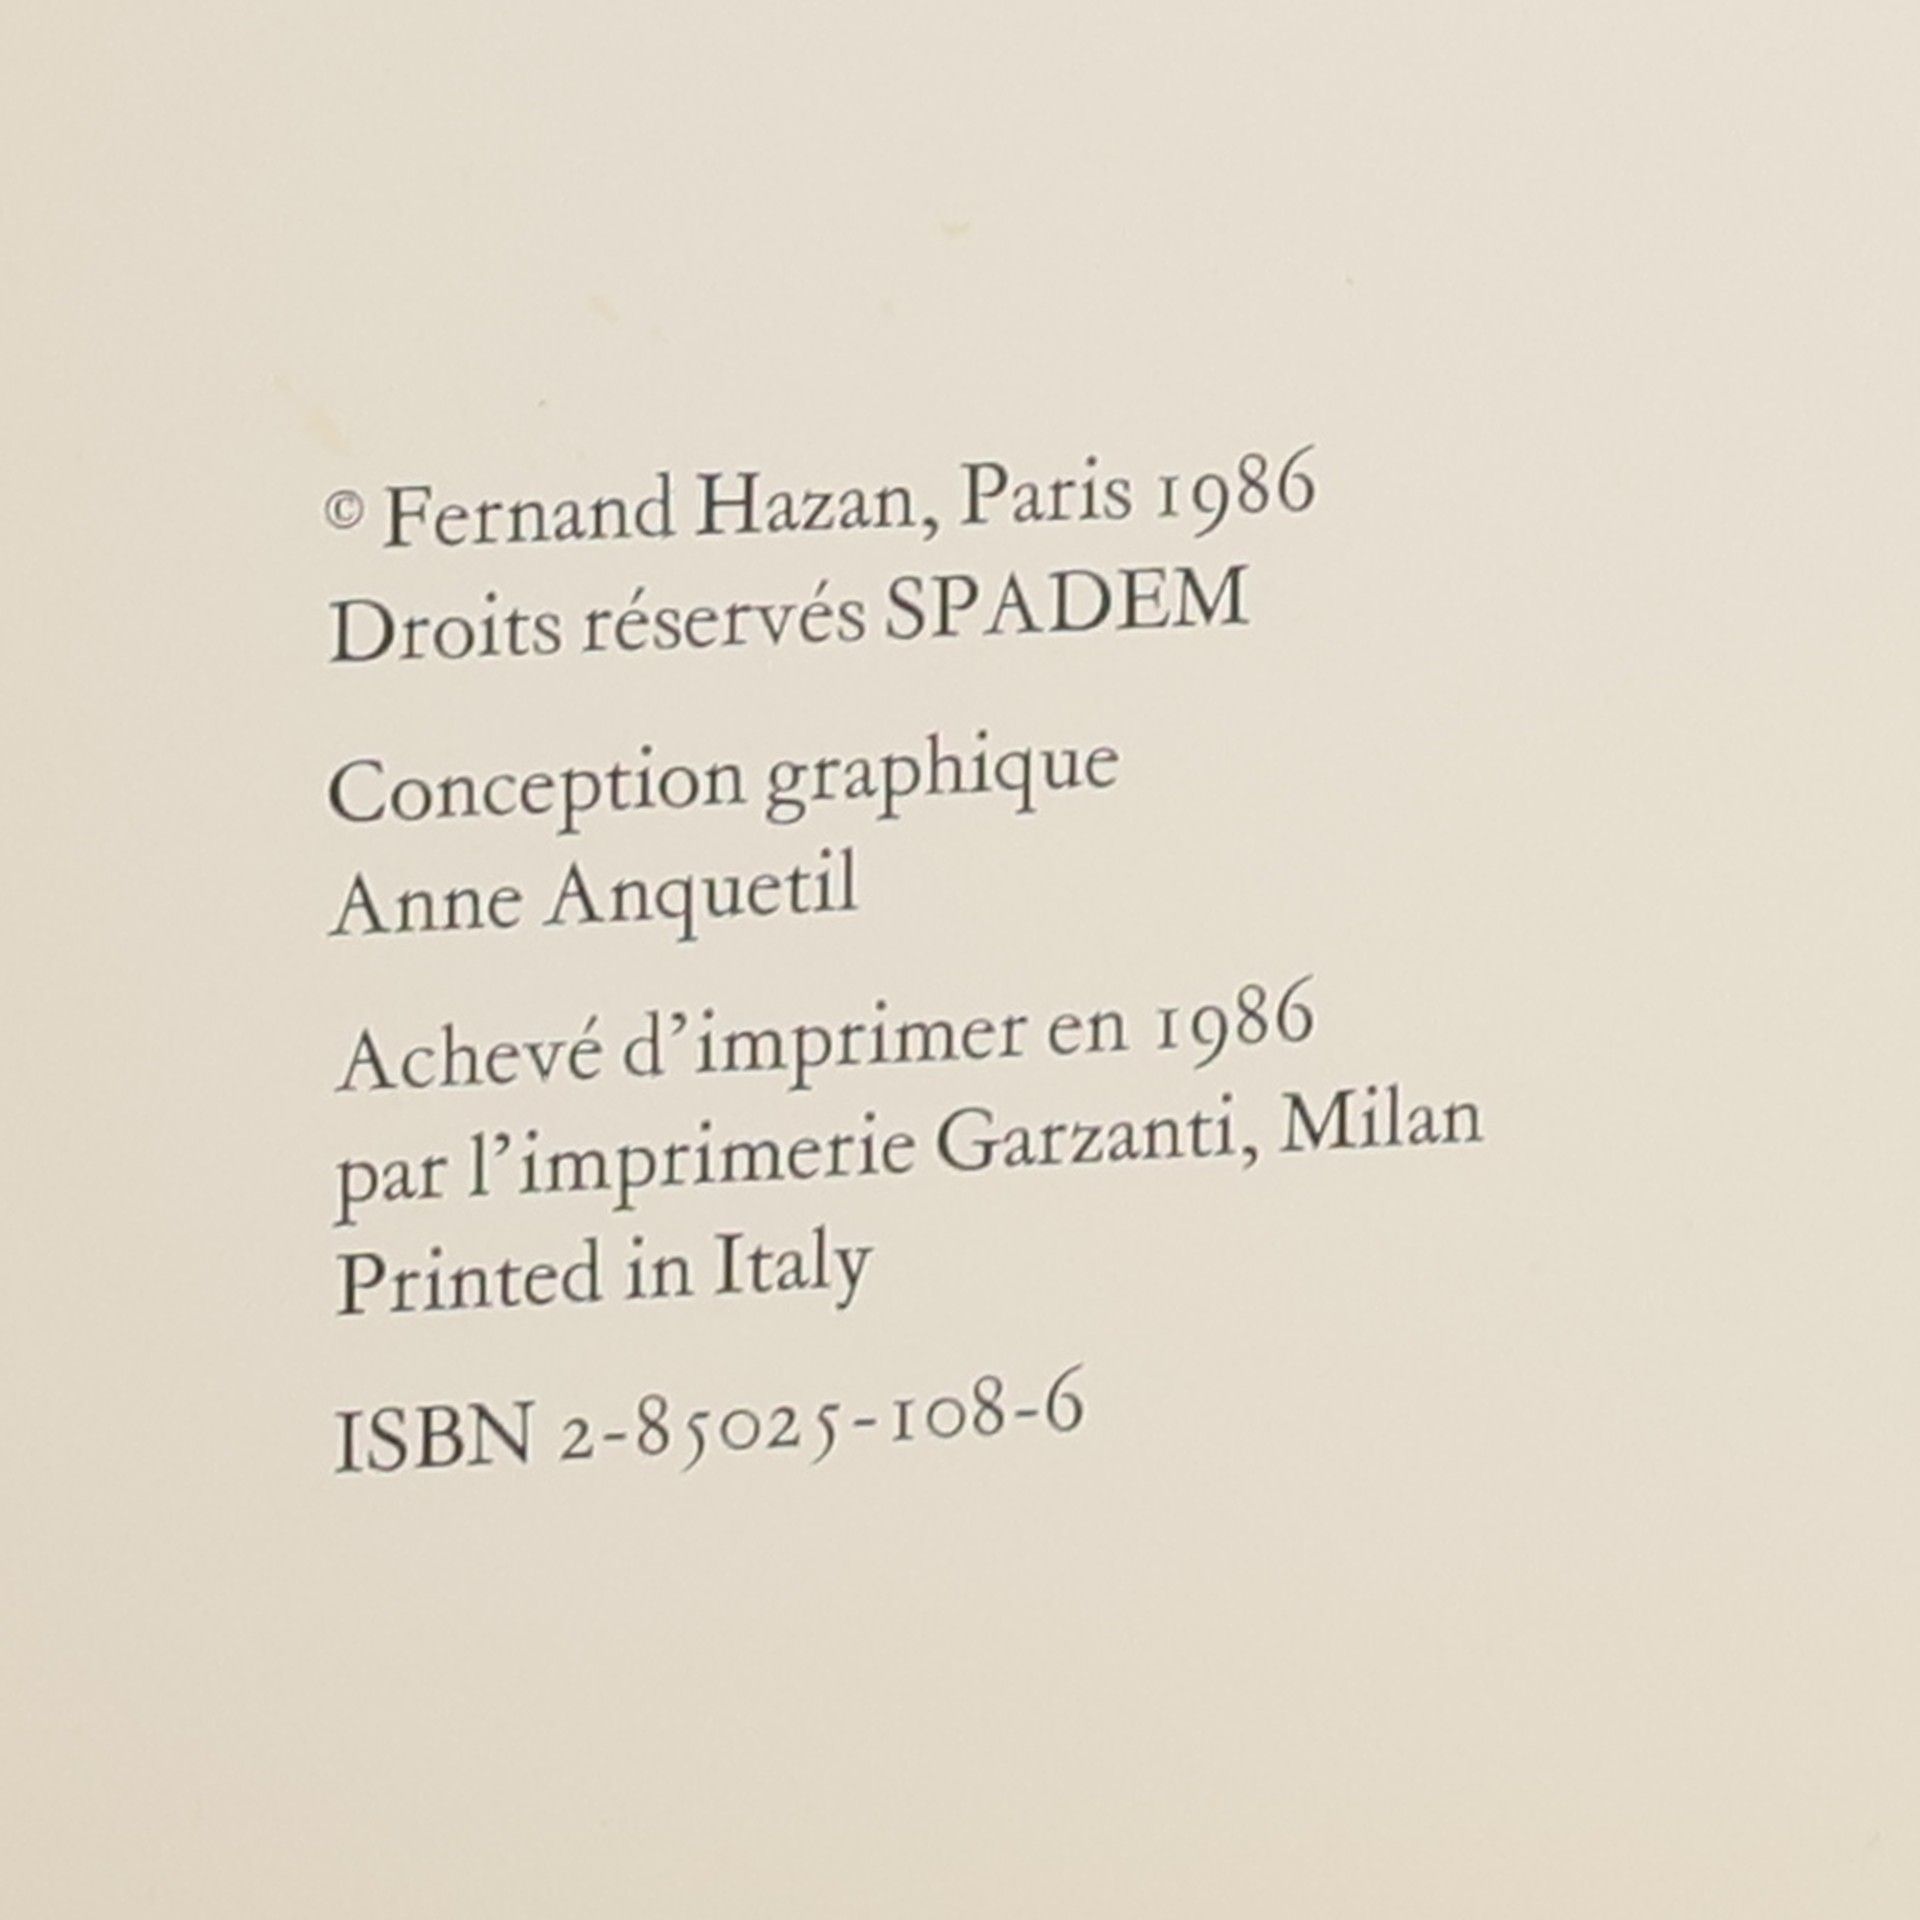 © Fernand Hazan, Paris 1986
Droits réservés SPADEM
Conception graphique
Anne Anquetil
Achevé d’imprimer en 1986
par l’imprimerie Garzanti, Milan
Printed in Italy
ISBN 2-85025-108-6